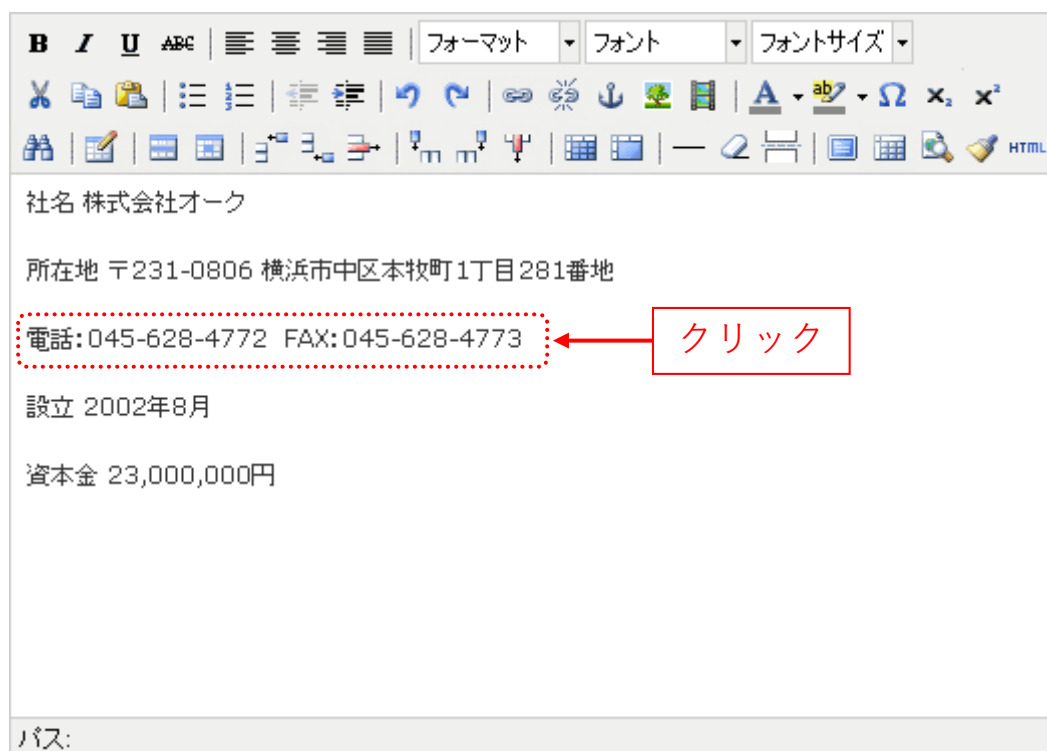 B I U ABC フォーマット フォント フォントサイズ
A ab Ω x₂ x²
HTML
社名 株式会社オーク
所在地 〒231-0806 横浜市中区本牧町1丁目281番地
電話:045-628-4772 FAX:045-628-4773
クリック
設立 2002年8月
資本金 23,000,000円
パス: